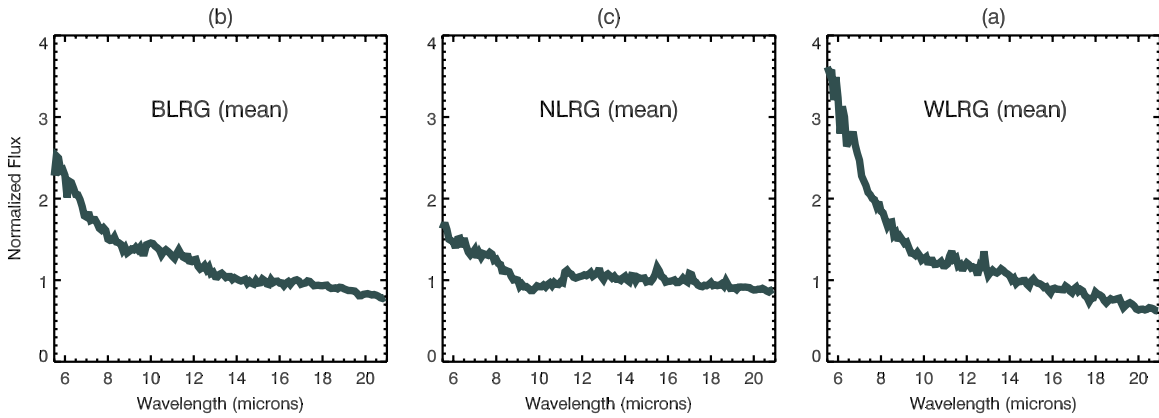 (b) (c) (a)
4 4 4
BLRG (mean) NLRG (mean) WLRG (mean)
3 3 3
Normalized Flux
2 2 2
1 1 1
0 0 0
6 8 10 12 14 16 18 20 6 8 10 12 14 16 18 20 6 8 10 12 14 16 18 20
Wavelength (microns) Wavelength (microns) Wavelength (microns)